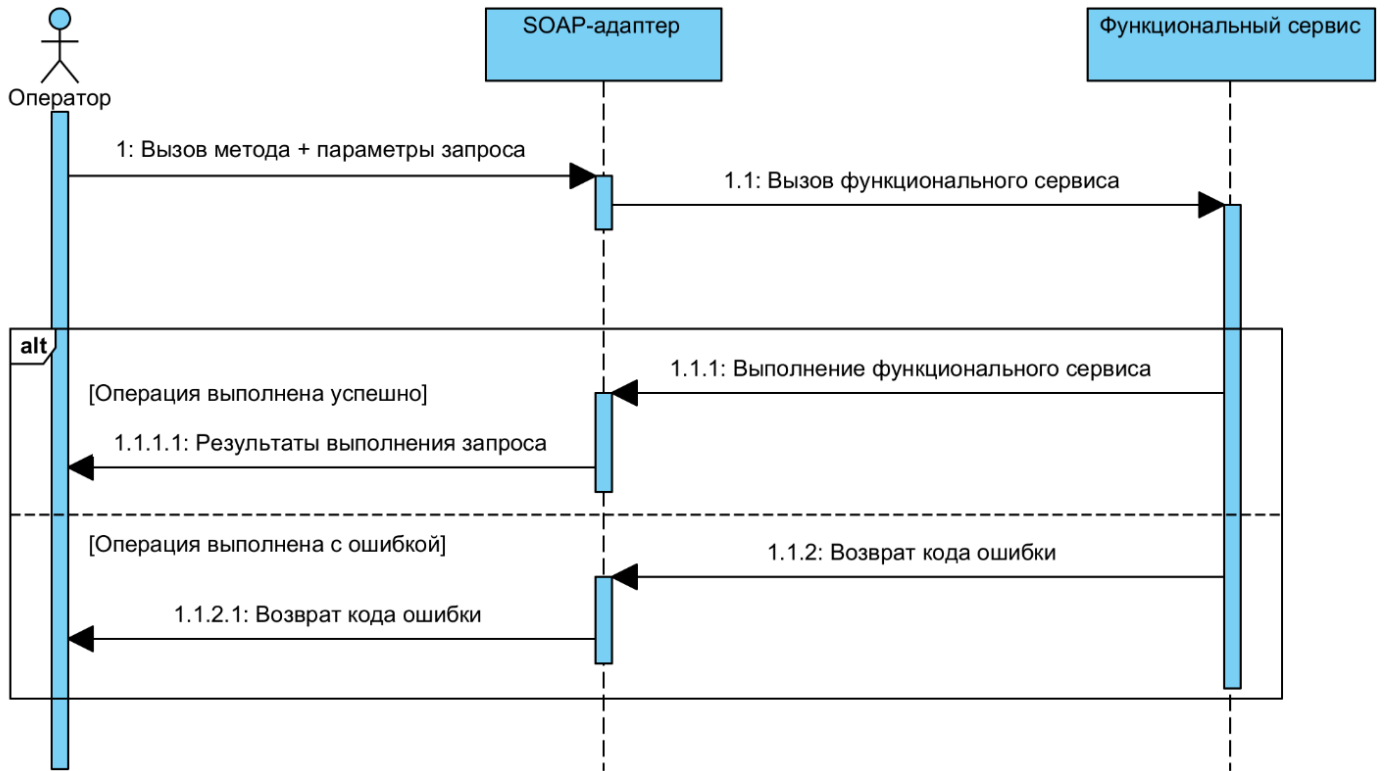 SOAP-адаптер
Функциональный сервис
Оператор
1: Вызов метода + параметры запроса
1.1: Вызов функционального сервиса
alt
1.1.1: Выполнение функционального сервиса
[Операция выполнена успешно]
1.1.1.1: Результаты выполнения запроса
[Операция выполнена с ошибкой]
1.1.2: Возврат кода ошибки
1.1.2.1: Возврат кода ошибки